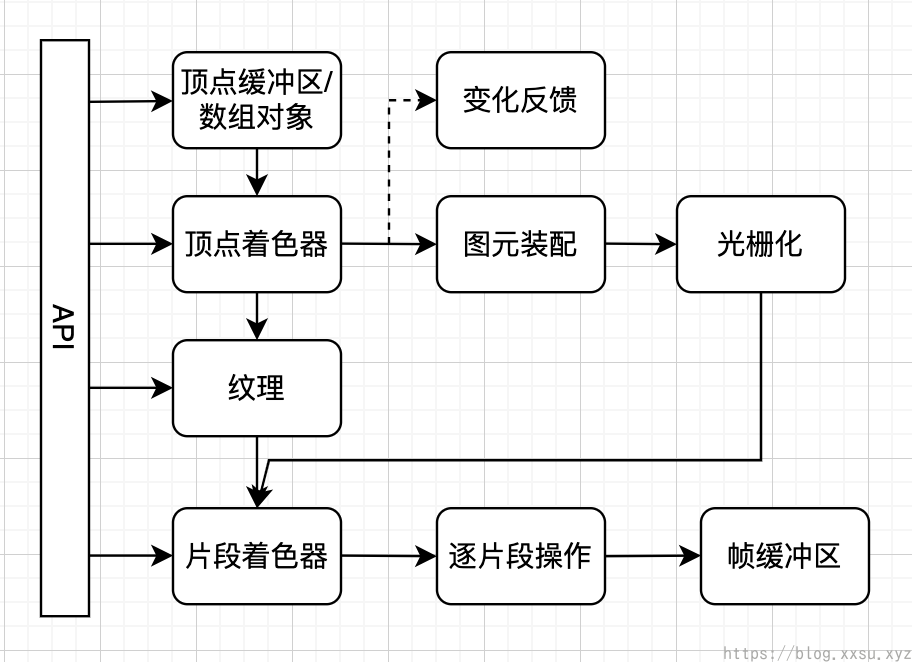 API
顶点缓冲区/
数组对象
变化反馈
顶点着色器
图元装配
光栅化
纹理
片段着色器
逐片段操作
帧缓冲区
https://blog.xxsu.xyz